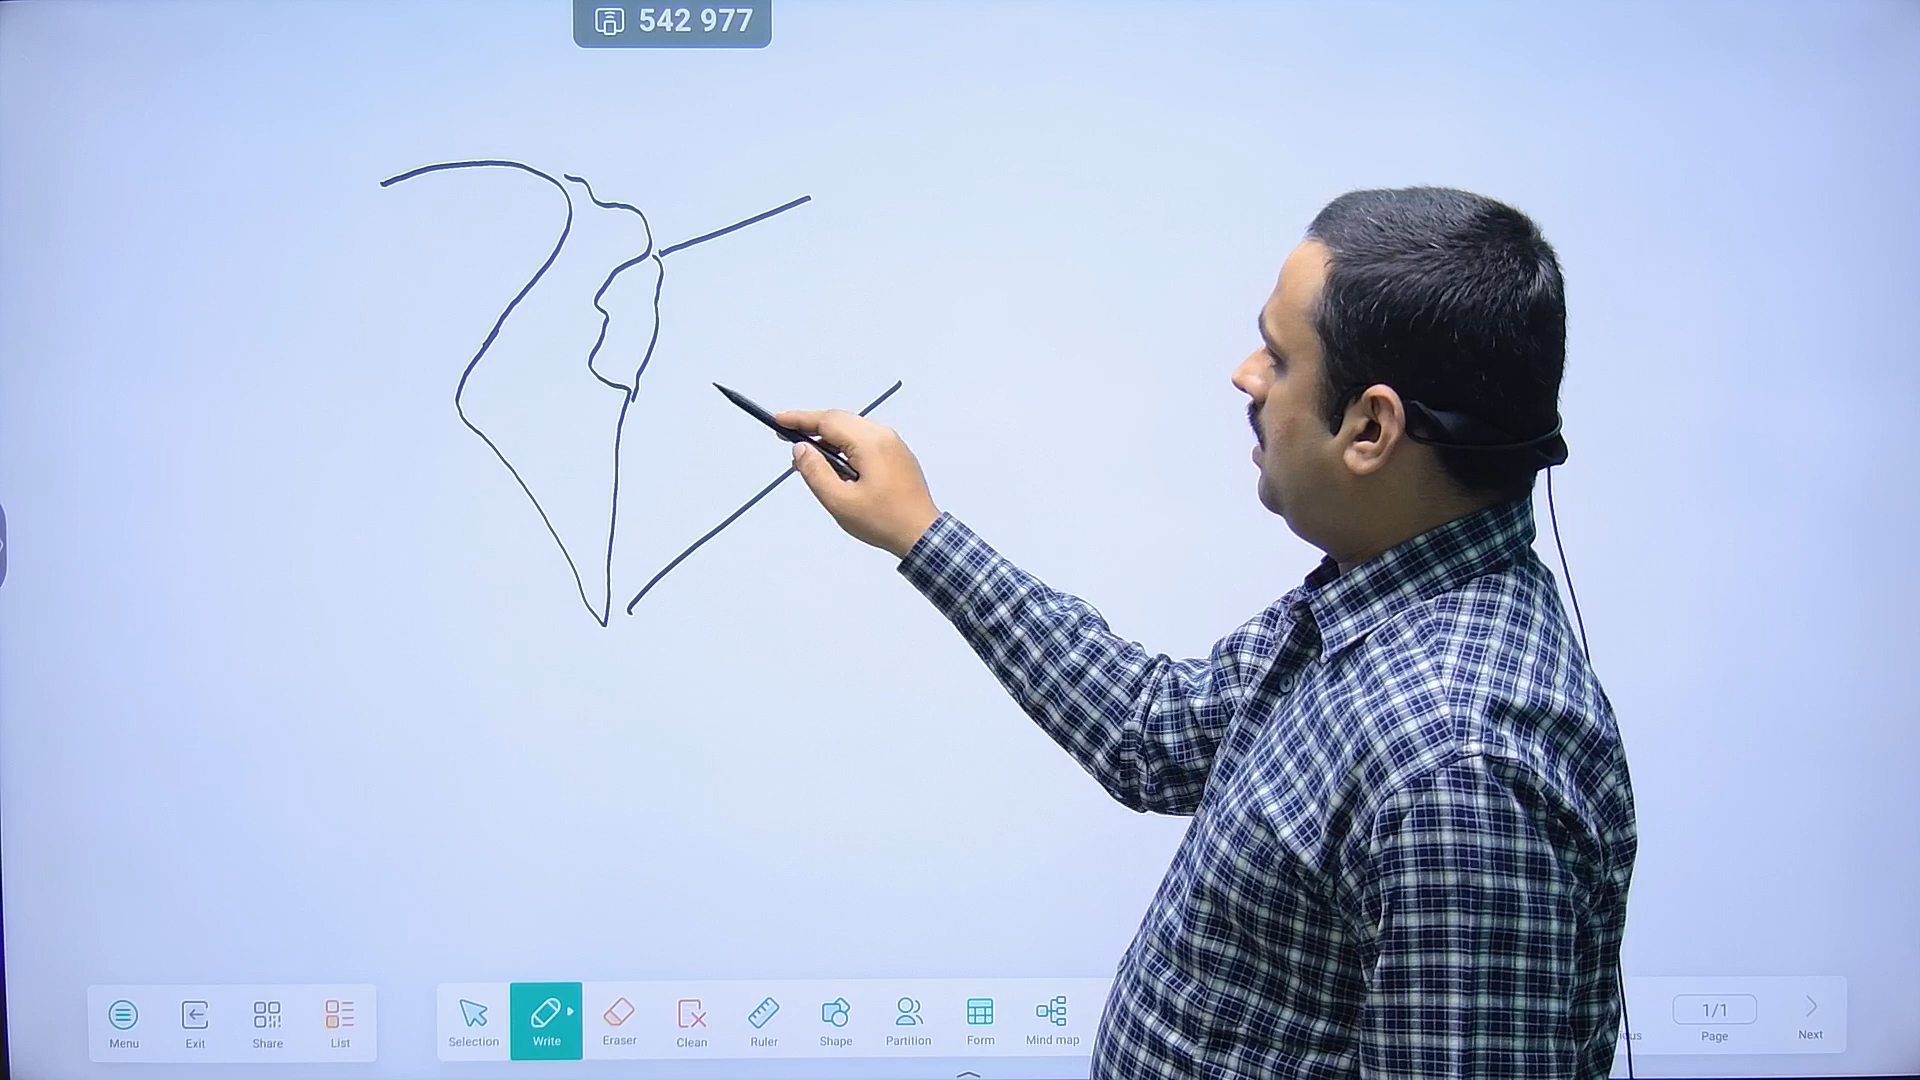 542 977
Menu
Exit
Share
List
Selection
Write
Eraser
Clean
Ruler
Shape
Partition
Form
Mind map
1/1
Page
Next